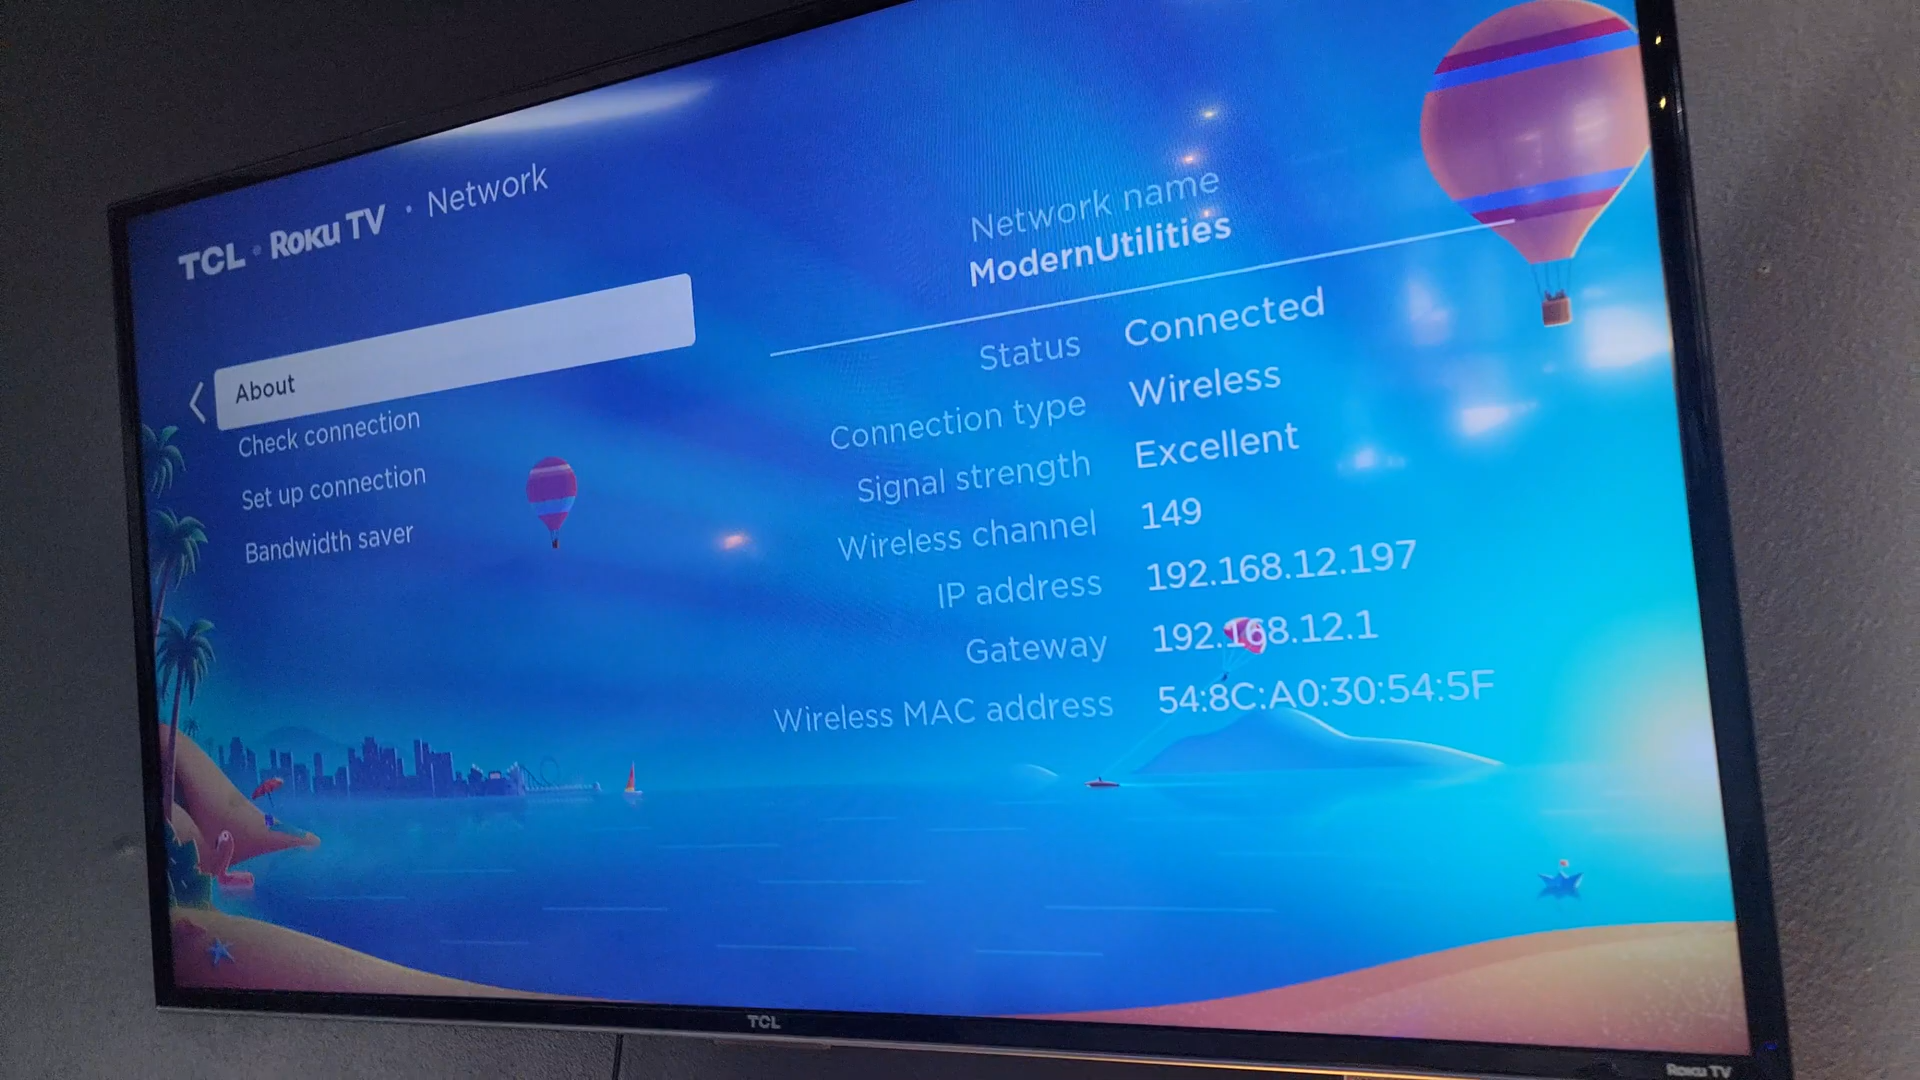 TCL • Roku TV • Network
About
Check connection
Set up connection
Bandwidth saver
Network name
ModernUtilities
Status Connected
Connection type Wireless
Signal strength Excellent
Wireless channel 149
IP address 192.168.12.197
Gateway 192.168.12.1
Wireless MAC address 54:8C:A0:30:54:5F
TCL
Roku TV